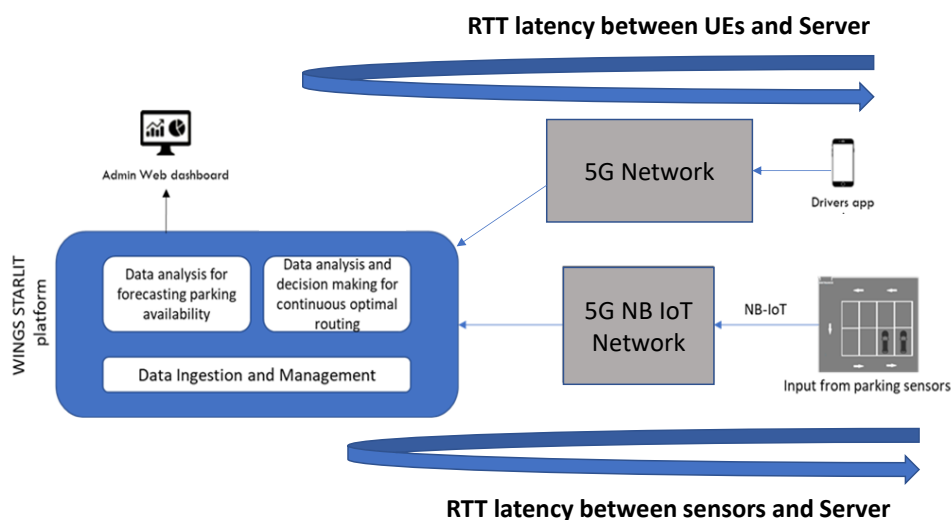 RTT latency between UEs and Server
Admin Web dashboard
5G Network
Drivers app
WINGS STARLIT
platform
Data analysis for
forecasting parking
availability
Data analysis and
decision making for
continuous optimal
routing
Data Ingestion and Management
5G NB IoT
Network
NB-IoT
Input from parking sensors
RTT latency between sensors and Server